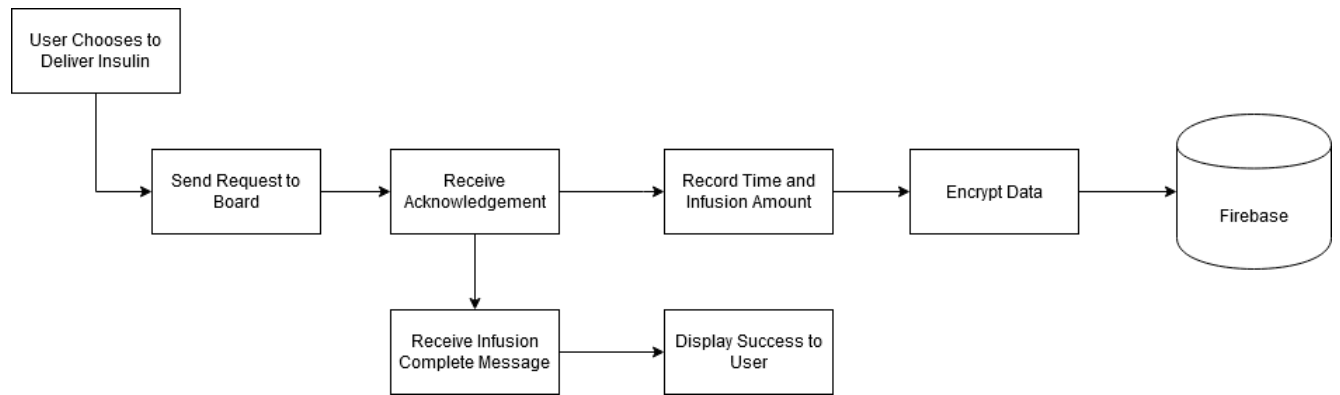 User Chooses to
Deliver Insulin
Send Request to
Board
Receive
Acknowledgement
Record Time and
Infusion Amount
Encrypt Data
Firebase
Receive Infusion
Complete Message
Display Success to
User